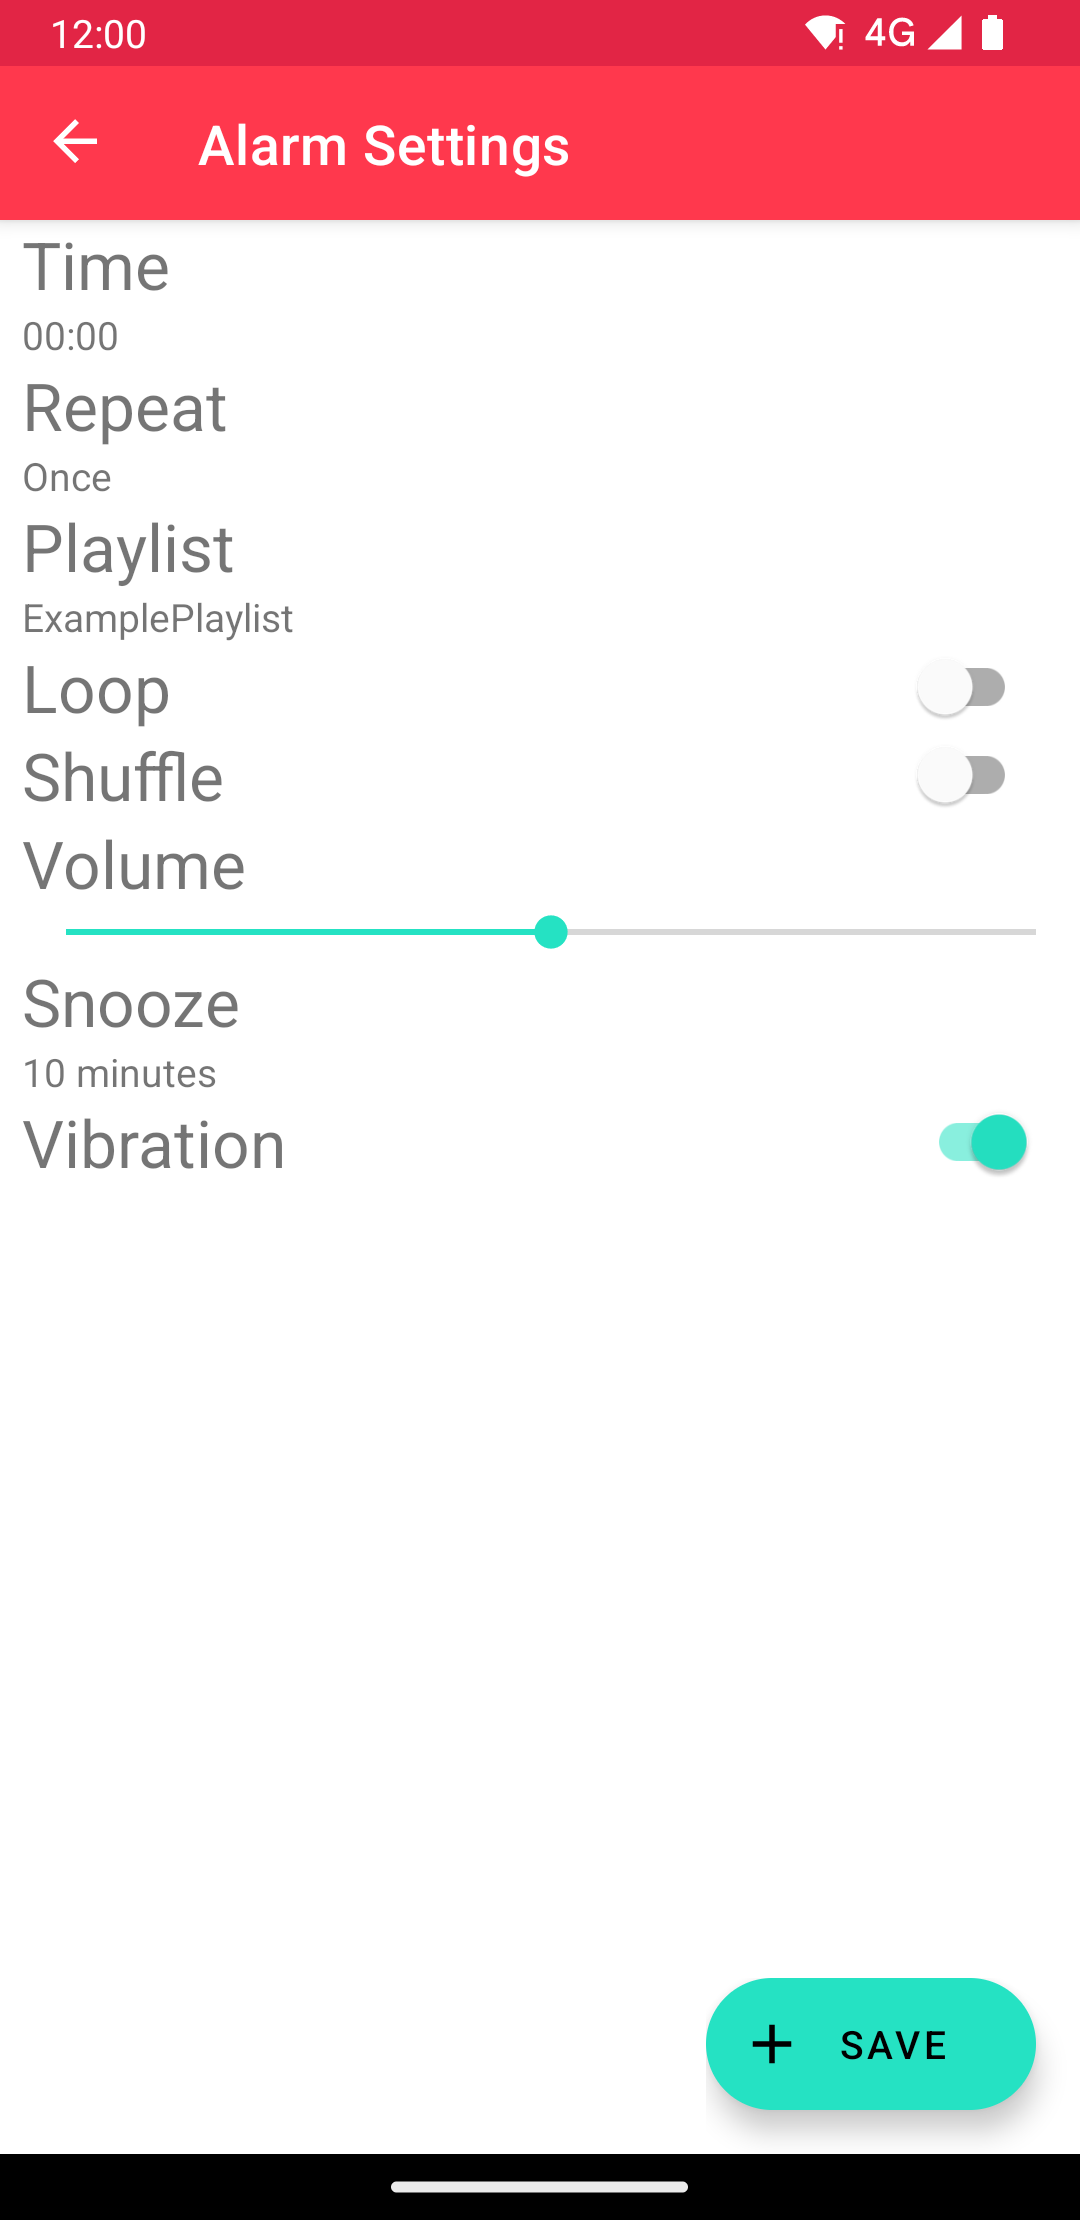 12:00
4G
Alarm Settings
Time
00:00
Repeat
Once
Playlist
ExamplePlaylist
Loop
Shuffle
Volume
Snooze
10 minutes
Vibration
SAVE